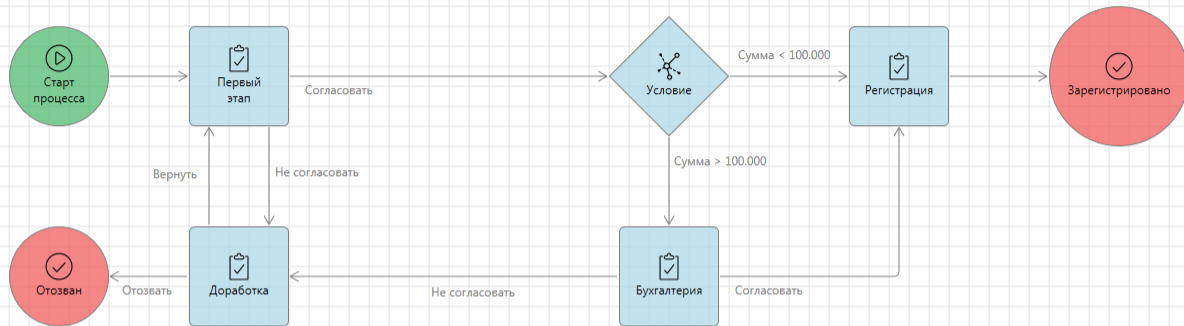 Старт
процесса
Первый
этап
Согласовать
Условие
Сумма < 100.000
Регистрация
Зарегистрировано
Вернуть
Не согласовать
Сумма > 100.000
Отозван
Отозвать
Доработка
Не согласовать
Бухгалтерия
Согласовать